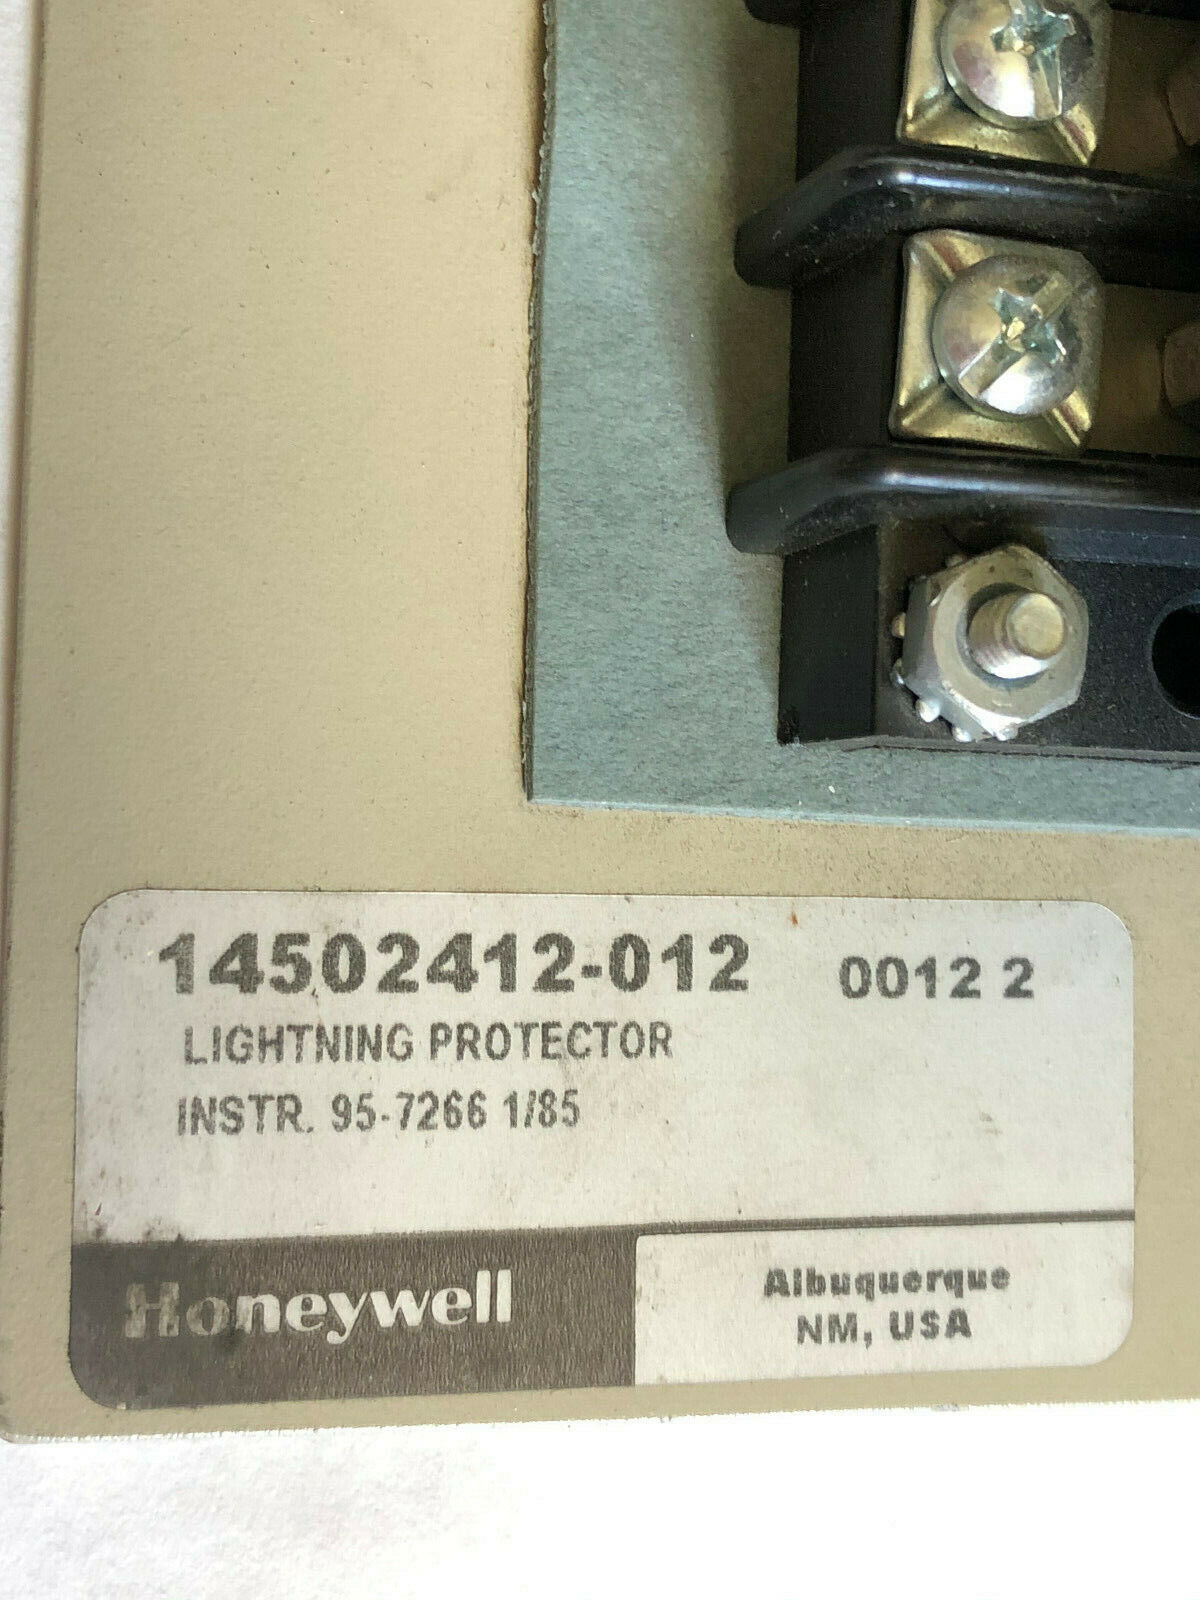 14502412-012 0012 2
LIGHTNING PROTECTOR
INSTR. 95-7266 1/85
Honeywell
Albuquerque
NM, USA